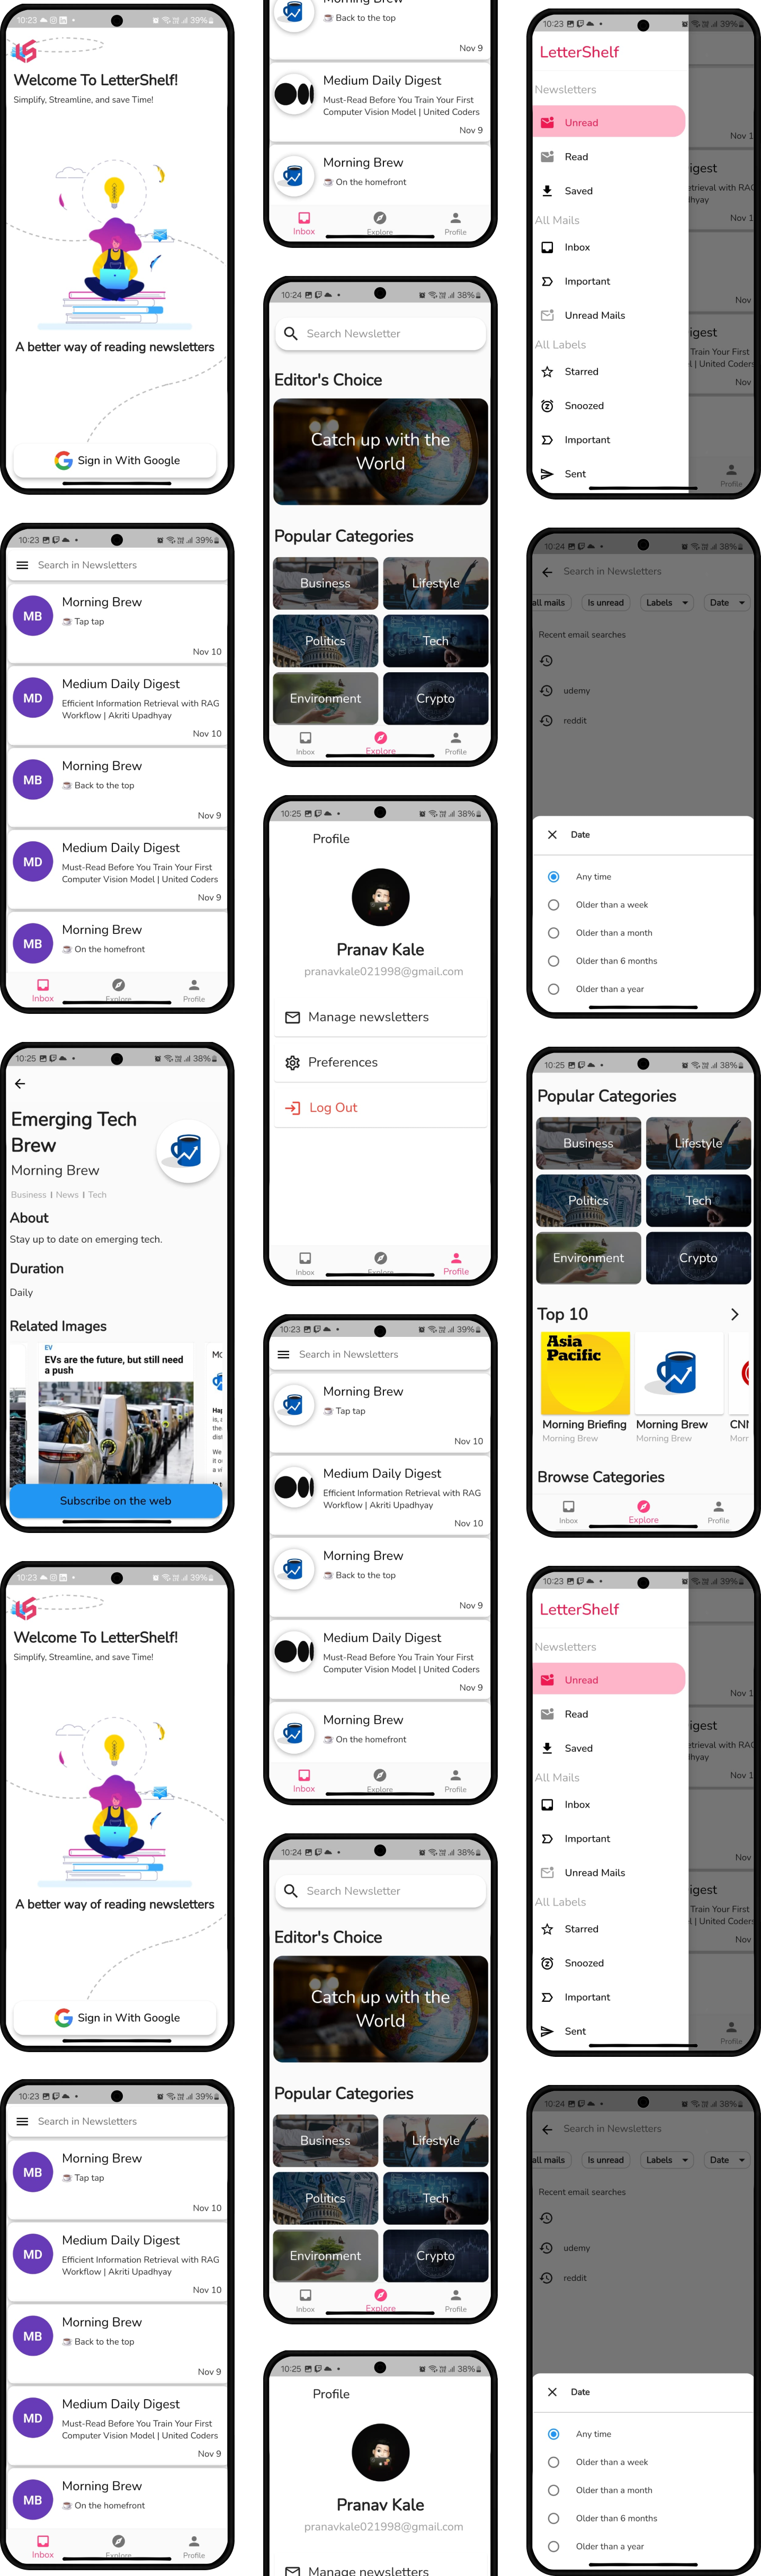 10:23
39%
Welcome To LetterShelf!
Simplify, Streamline, and save Time!
A better way of reading newsletters
Sign in With Google
10:23
39%
Search in Newsletters
MB
Morning Brew
☕ Tap tap
Nov 10
MD
Medium Daily Digest
Efficient Information Retrieval with RAG
Workflow | Akriti Upadhyay
Nov 10
MB
Morning Brew
☕ Back to the top
Nov 9
MD
Medium Daily Digest
Must-Read Before You Train Your First
Computer Vision Model | United Coders
Nov 9
MB
Morning Brew
☕ On the homefront
Inbox
Explore
Profile
10:25
38%
Emerging Tech
Brew
Morning Brew
Business | News | Tech
About
Stay up to date on emerging tech.
Duration
Daily
Related Images
EV
EVs are the future, but still need
a push
Subscribe on the web
10:23
39%
Welcome To LetterShelf!
Simplify, Streamline, and save Time!
A better way of reading newsletters
Sign in With Google
10:23
39%
Search in Newsletters
MB
Morning Brew
☕ Tap tap
Nov 10
MD
Medium Daily Digest
Efficient Information Retrieval with RAG
Workflow | Akriti Upadhyay
Nov 10
MB
Morning Brew
☕ Back to the top
Nov 9
MD
Medium Daily Digest
Must-Read Before You Train Your First
Computer Vision Model | United Coders
Nov 9
MB
Morning Brew
☕ On the homefront
Inbox
Explore
Profile
Morning Brew
☕ Back to the top
Nov 9
Medium Daily Digest
Must-Read Before You Train Your First
Computer Vision Model | United Coders
Nov 9
Morning Brew
☕ On the homefront
Inbox
Explore
Profile
10:24
38%
Search Newsletter
Editor's Choice
Catch up with the
World
Popular Categories
Business
Lifestyle
Politics
Tech
Environment
Crypto
Inbox
Explore
Profile
10:25
38%
Profile
Pranav Kale
pranavkale021998@gmail.com
Manage newsletters
Preferences
Log Out
Inbox
Explore
Profile
10:23
39%
Search in Newsletters
Morning Brew
☕ Tap tap
Nov 10
Medium Daily Digest
Efficient Information Retrieval with RAG
Workflow | Akriti Upadhyay
Nov 10
Morning Brew
☕ Back to the top
Nov 9
Medium Daily Digest
Must-Read Before You Train Your First
Computer Vision Model | United Coders
Nov 9
Morning Brew
☕ On the homefront
Inbox
Explore
Profile
10:24
38%
Search Newsletter
Editor's Choice
Catch up with the
World
Popular Categories
Business
Lifestyle
Politics
Tech
Environment
Crypto
Inbox
Explore
Profile
10:25
38%
Profile
Pranav Kale
pranavkale021998@gmail.com
Manage newsletters
10:23
39%
LetterShelf
Newsletters
Unread
Read
Saved
All Mails
Inbox
Important
Unread Mails
All Labels
Starred
Snoozed
Important
Sent
Profile
10:24
38%
Search in Newsletters
all mails
Is unread
Labels
Date
Recent email searches
udemy
reddit
Date
Any time
Older than a week
Older than a month
Older than 6 months
Older than a year
10:25
38%
Popular Categories
Business
Lifestyle
Politics
Tech
Environment
Crypto
Top 10
Asia
Pacific
Morning Briefing
Morning Brew
Morning Brew
Morning Brew
Browse Categories
Inbox
Explore
Profile
10:23
39%
LetterShelf
Newsletters
Unread
Read
Saved
All Mails
Inbox
Important
Unread Mails
All Labels
Starred
Snoozed
Important
Sent
Profile
10:24
38%
Search in Newsletters
all mails
Is unread
Labels
Date
Recent email searches
udemy
reddit
Date
Any time
Older than a week
Older than a month
Older than 6 months
Older than a year